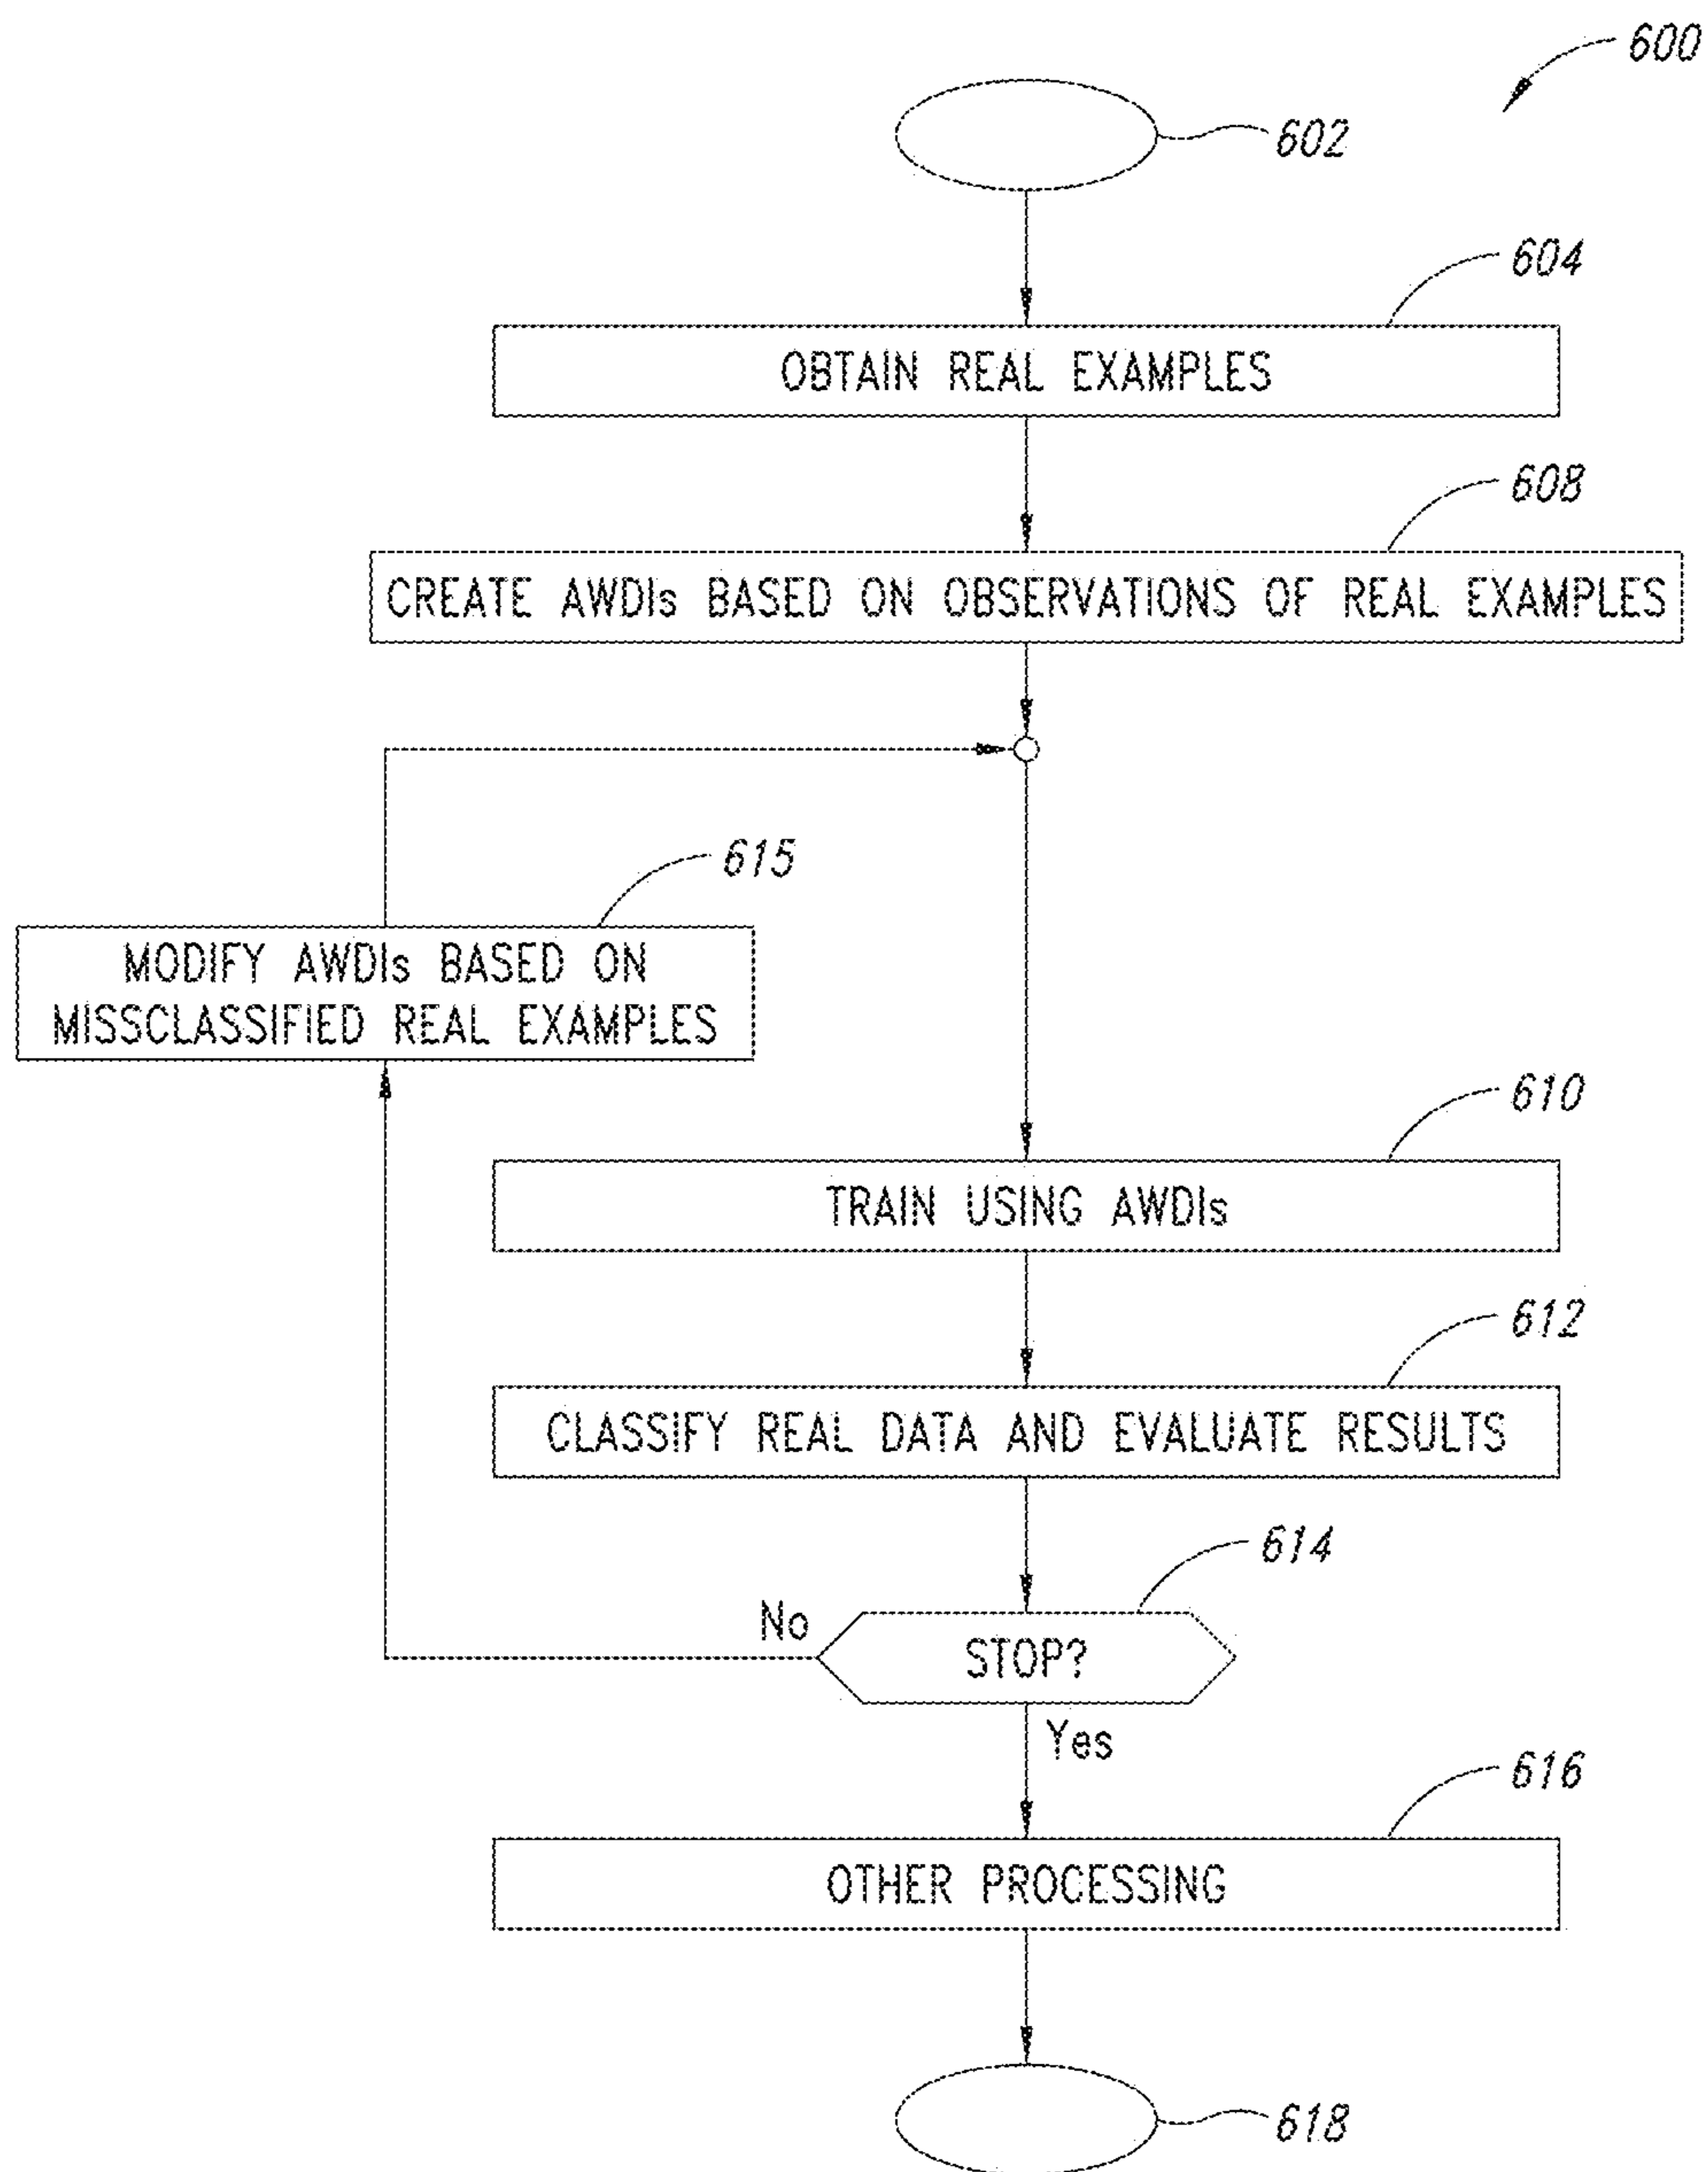 600
602
604
OBTAIN REAL EXAMPLES
608
CREATE AWDIs BASED ON OBSERVATIONS OF REAL EXAMPLES
615
MODIFY AWDIs BASED ON
MISSCLASSIFIED REAL EXAMPLES
610
TRAIN USING AWDIs
612
CLASSIFY REAL DATA AND EVALUATE RESULTS
614
No
STOP?
Yes
616
OTHER PROCESSING
618